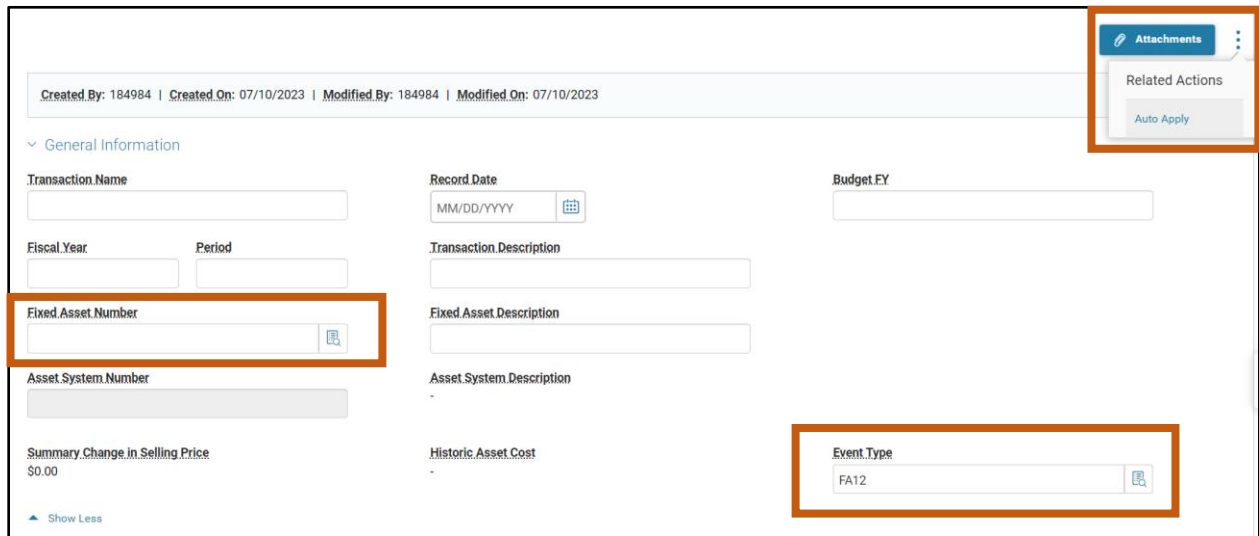 Attachments
Related Actions
Auto Apply
Created By: 184984 | Created On: 07/10/2023 | Modified By: 184984 | Modified On: 07/10/2023
General Information
Transaction Name Record Date Budget FY
MM/DD/YYYY
Fiscal Year Period Transaction Description
Fixed Asset Number Fixed Asset Description
Asset System Number Asset System Description
-
Summary Change in Selling Price Historic Asset Cost Event Type
$0.00 - FA12
Show Less